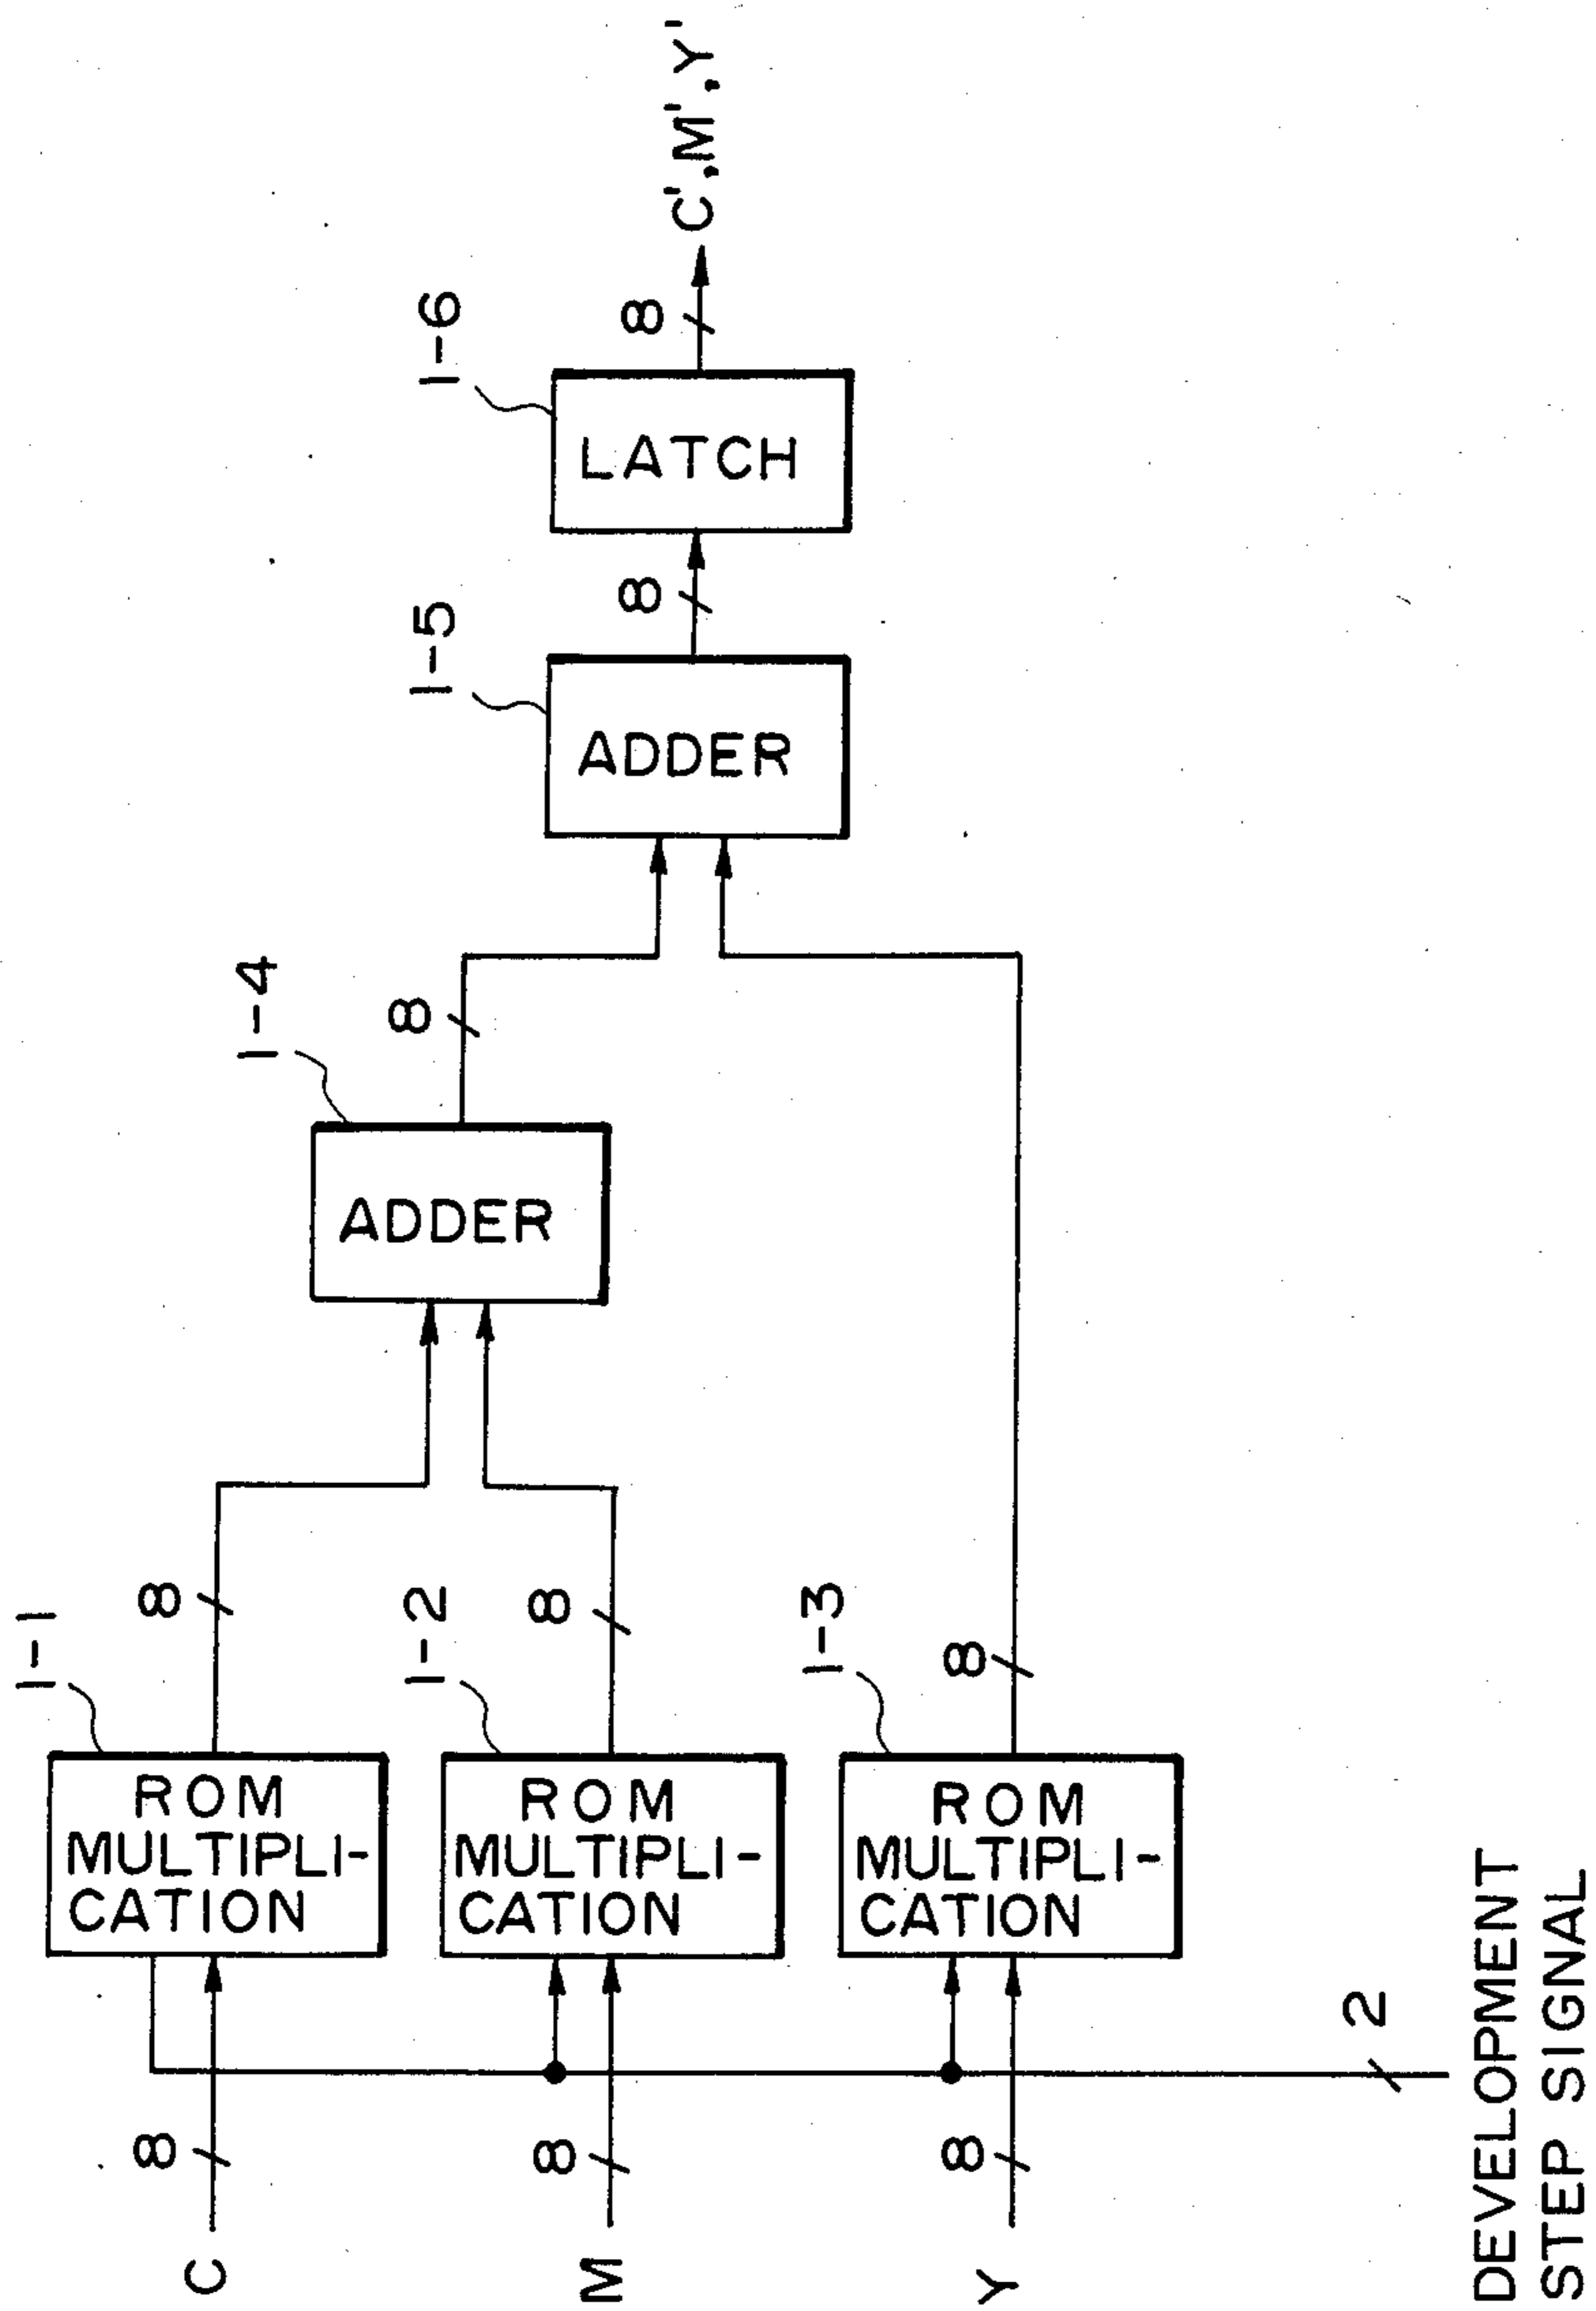 C
8
1-1
ROM
MULTIPLI-
CATION
8
M
8
1-2
ROM
MULTIPLI-
CATION
8
Y
8
1-3
ROM
MULTIPLI-
CATION
8
DEVELOPMENT
STEP SIGNAL
2
1-4
ADDER
8
1-5
ADDER
8
1-6
LATCH
8
C',M',Y'